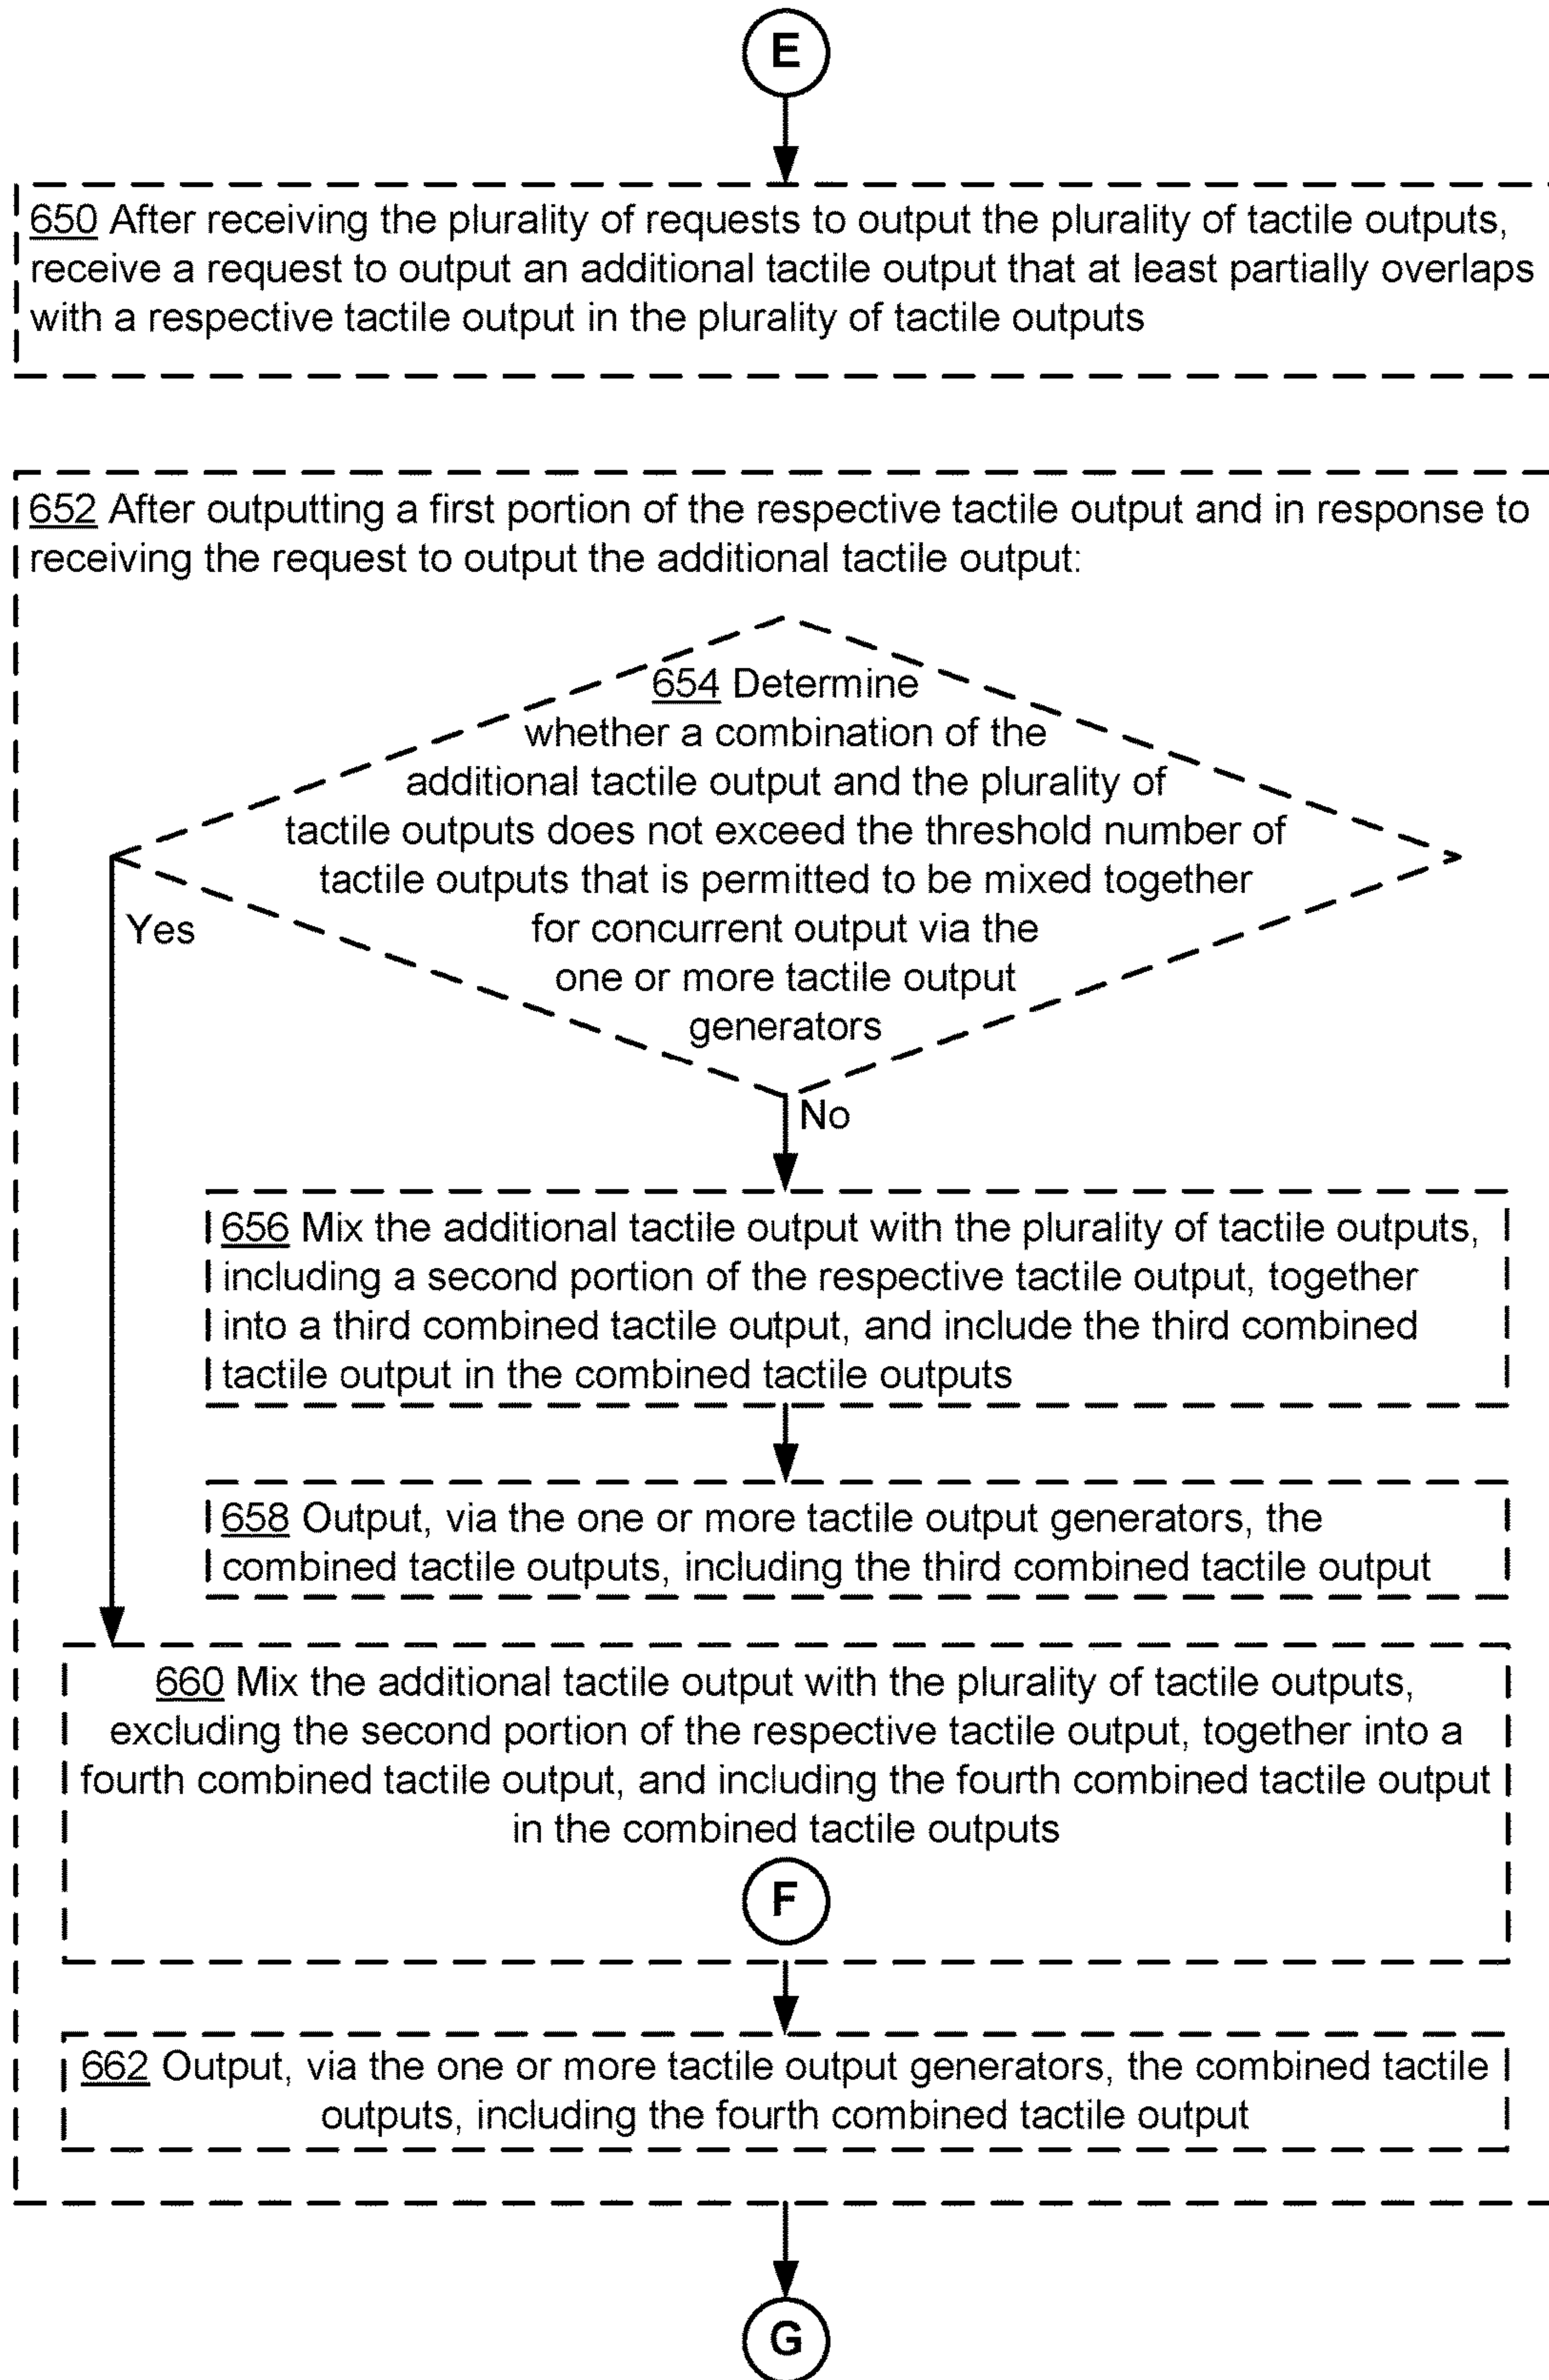 E
650 After receiving the plurality of requests to output the plurality of tactile outputs,
receive a request to output an additional tactile output that at least partially overlaps
with a respective tactile output in the plurality of tactile outputs
652 After outputting a first portion of the respective tactile output and in response to
receiving the request to output the additional tactile output:
654 Determine
whether a combination of the
additional tactile output and the plurality of
tactile outputs does not exceed the threshold number of
tactile outputs that is permitted to be mixed together
for concurrent output via the
one or more tactile output
generators
Yes
No
656 Mix the additional tactile output with the plurality of tactile outputs,
including a second portion of the respective tactile output, together
into a third combined tactile output, and include the third combined
tactile output in the combined tactile outputs
658 Output, via the one or more tactile output generators, the
combined tactile outputs, including the third combined tactile output
660 Mix the additional tactile output with the plurality of tactile outputs,
excluding the second portion of the respective tactile output, together into a
fourth combined tactile output, and including the fourth combined tactile output
in the combined tactile outputs
F
662 Output, via the one or more tactile output generators, the combined tactile
outputs, including the fourth combined tactile output
G